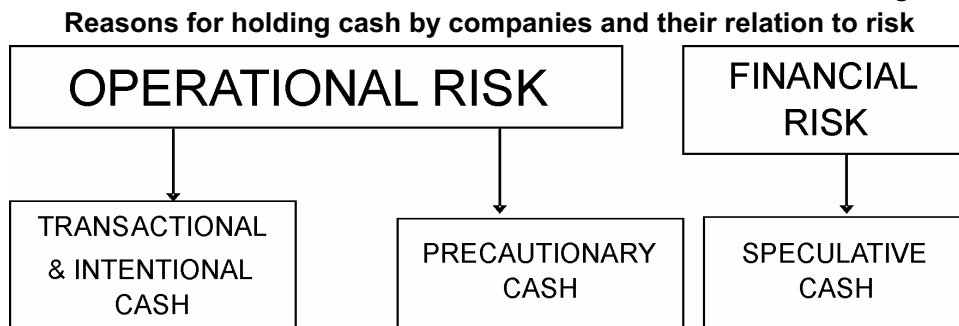 Reasons for holding cash by companies and their relation to risk
OPERATIONAL RISK
FINANCIAL
RISK
TRANSACTIONAL
& INTENTIONAL
CASH
PRECAUTIONARY
CASH
SPECULATIVE
CASH